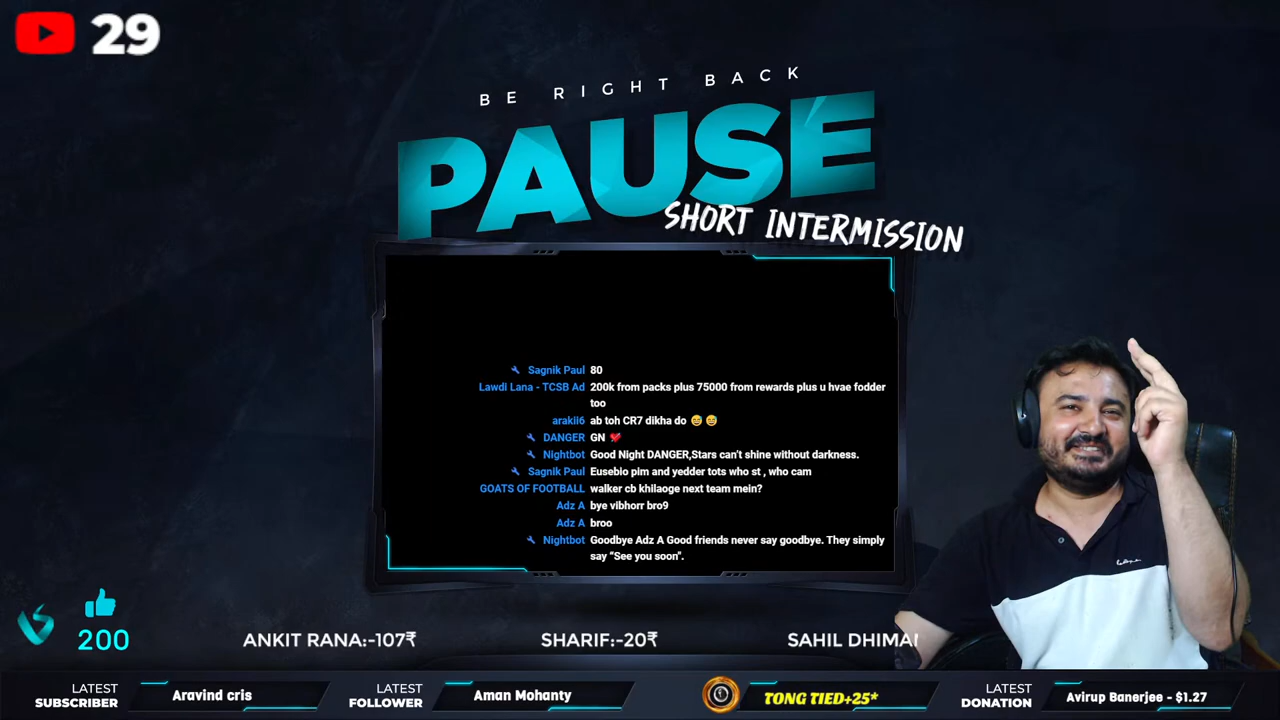 29
BE RIGHT BACK
PAUSE
SHORT INTERMISSION
Sagnik Paul 80
Lawdi Lana - TCSB Ad 200k from packs plus 75000 from rewards plus u hvae fodder
too
arakii6 ab toh CR7 dikha do 😅 😅
DANGER GN 💘
Nightbot Good Night DANGER,Stars can't shine without darkness.
Sagnik Paul Eusebio pim and yedder tots who st , who cam
GOATS OF FOOTBALL walker cb khilaoge next team mein?
Adz A bye vibhorr bro9
Adz A broo
Nightbot Goodbye Adz A Good friends never say goodbye. They simply
say “See you soon”.
200
ANKIT RANA:-107₹ SHARIF:-20₹ SAHIL DHIMA
LATEST SUBSCRIBER
Aravind cris
LATEST FOLLOWER
Aman Mohanty
TONG TIED+25*
LATEST DONATION
Avirup Banerjee - $1.27